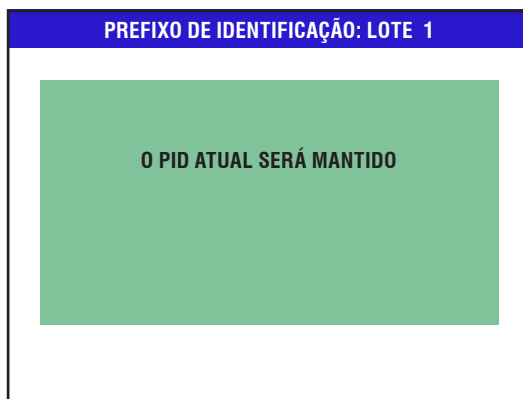 PREFIXO DE IDENTIFICAÇÃO: LOTE 1
O PID ATUAL SERÁ MANTIDO